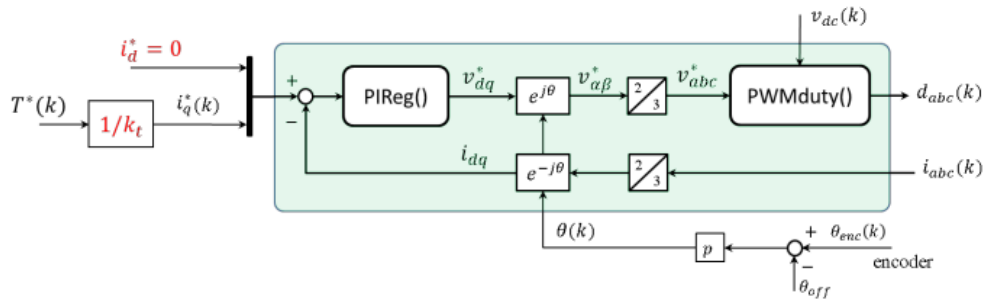 v_dc(k)
i_d^* = 0
T^*(k)
1/k_t
i_q^*(k)
+
−
PIReg()
v_dq^*
e^{jθ}
v_αβ^*
2
3
v_abc^*
PWMduty()
d_abc(k)
i_dq
e^{-jθ}
2
3
i_abc(k)
θ(k)
p
+
−
θ_enc(k)
encoder
θ_off